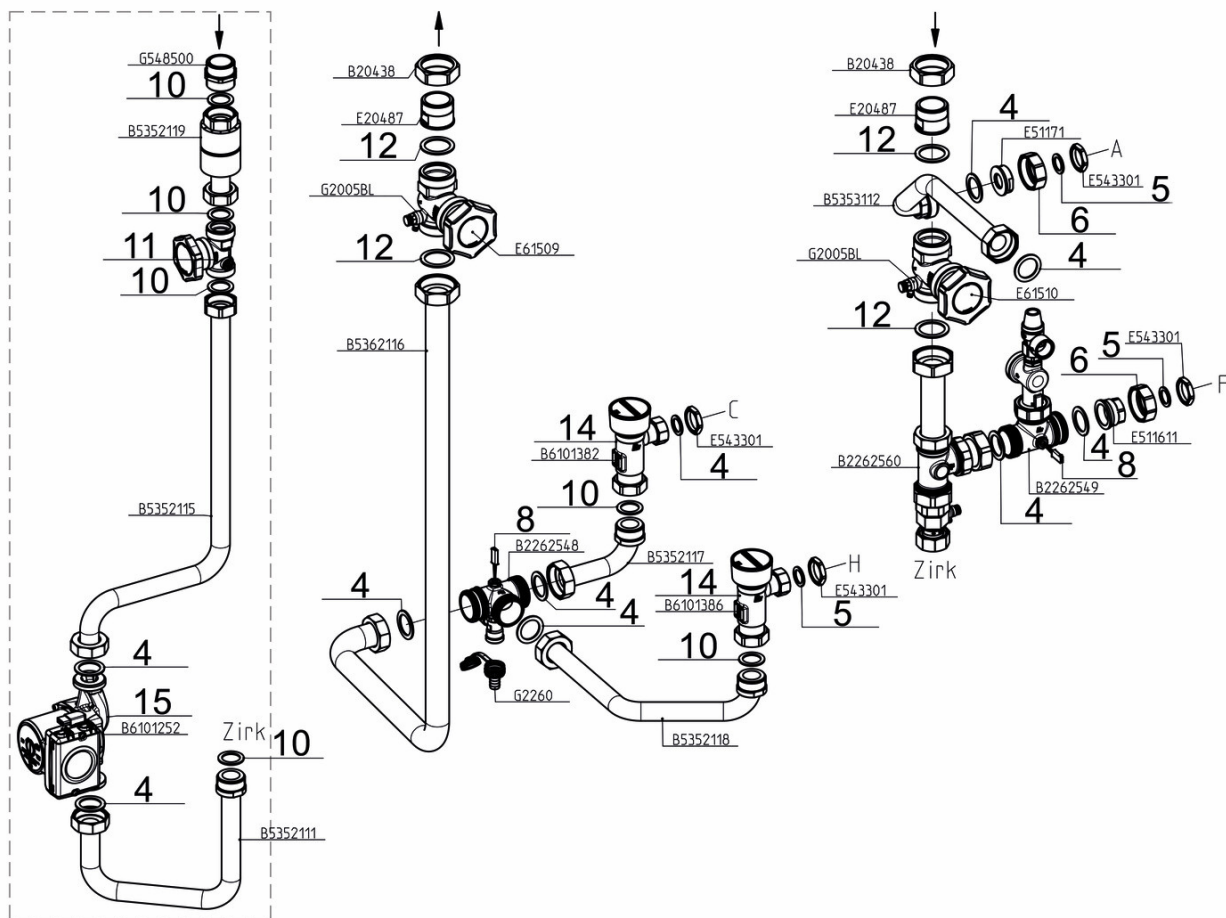 G548500
10
B5352119
10
11
10
B5352115
4
15
B6101252
Zirk
10
4
B5352111
B20438
E20487
12
G2005BL
E61509
12
B5362116
C
14
E543301
B6101382
4
10
8
B2262548
B5352117
4
4
4
G2260
H
14
E543301
B6101386
5
10
B5352118
B20438
E20487
4
12
E51171
A
E543301
5
B5353112
6
G2005BL
4
E61510
12
E543301
5
6
F
E511611
4
8
B2262560
B2262549
4
Zirk